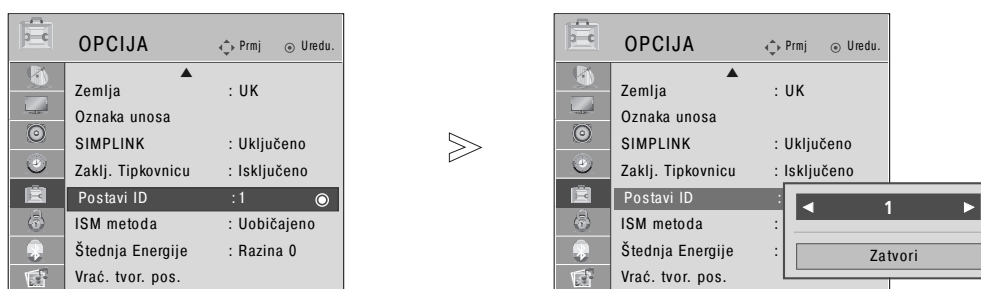 OPCIJA Prmj Uredu.
Zemlja : UK
Oznaka unosa
SIMPLINK : Uključeno
Zaklj. Tipkovnicu : Isključeno
Postavi ID : 1
ISM metoda : Uobičajeno
Štednja Energije : Razina 0
Vrać. tvor. pos.
OPCIJA Prmj Uredu.
Zemlja : UK
Oznaka unosa
SIMPLINK : Uključeno
Zaklj. Tipkovnicu : Isključeno
Postavi ID :
1
ISM metoda :
Štednja Energije :
Zatvori
Vrać. tvor. pos.